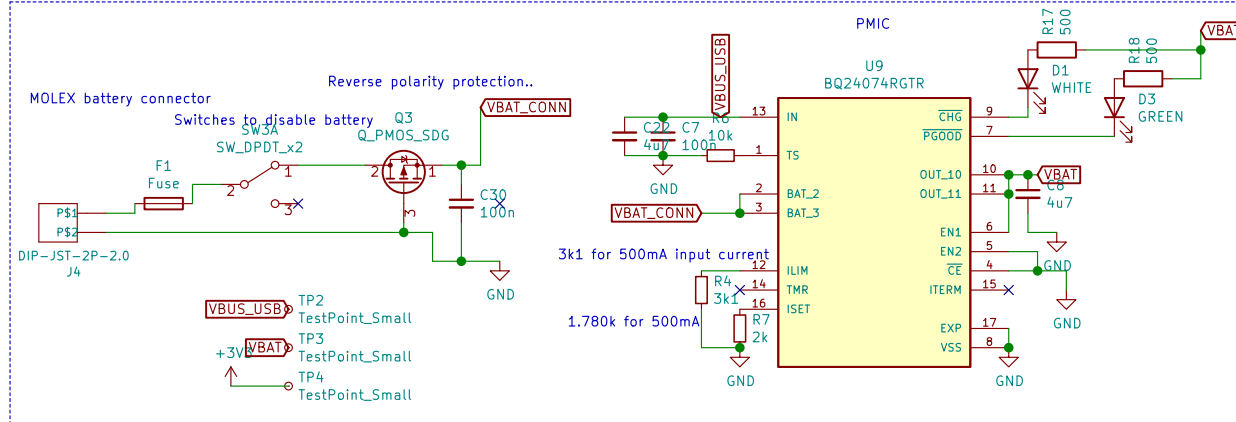 PMIC
R17
500
VBAT
R18
500
D1
WHITE
D3
GREEN
U9
BQ24074RGTR
VBUS_USB
Reverse polarity protection..
MOLEX battery connector
Switches to disable battery
VBAT_CONN
SW3A
SW_DPDT_x2
Q3
Q_PMOS_SDG
F1
Fuse
1
2
3
2
1
3
C30
100n
P$1
P$2
DIP-JST-2P-2.0
J4
GND
C22
4u7
C7
100n
R6
10k
GND
13
IN
1
TS
2
BAT_2
3
BAT_3
VBAT_CONN
12
ILIM
14
TMR
16
ISET
CHG
9
PGOOD
7
OUT_10
10
OUT_11
11
EN1
6
EN2
5
CE
4
ITERM
15
EXP
17
VSS
8
VBAT
C8
4u7
GND
GND
GND
3k1 for 500mA input current
R4
3k1
1.780k for 500mA
R7
2k
GND
VBUS_USB
TP2
TestPoint_Small
VBAT
TP3
TestPoint_Small
+3V3
TP4
TestPoint_Small